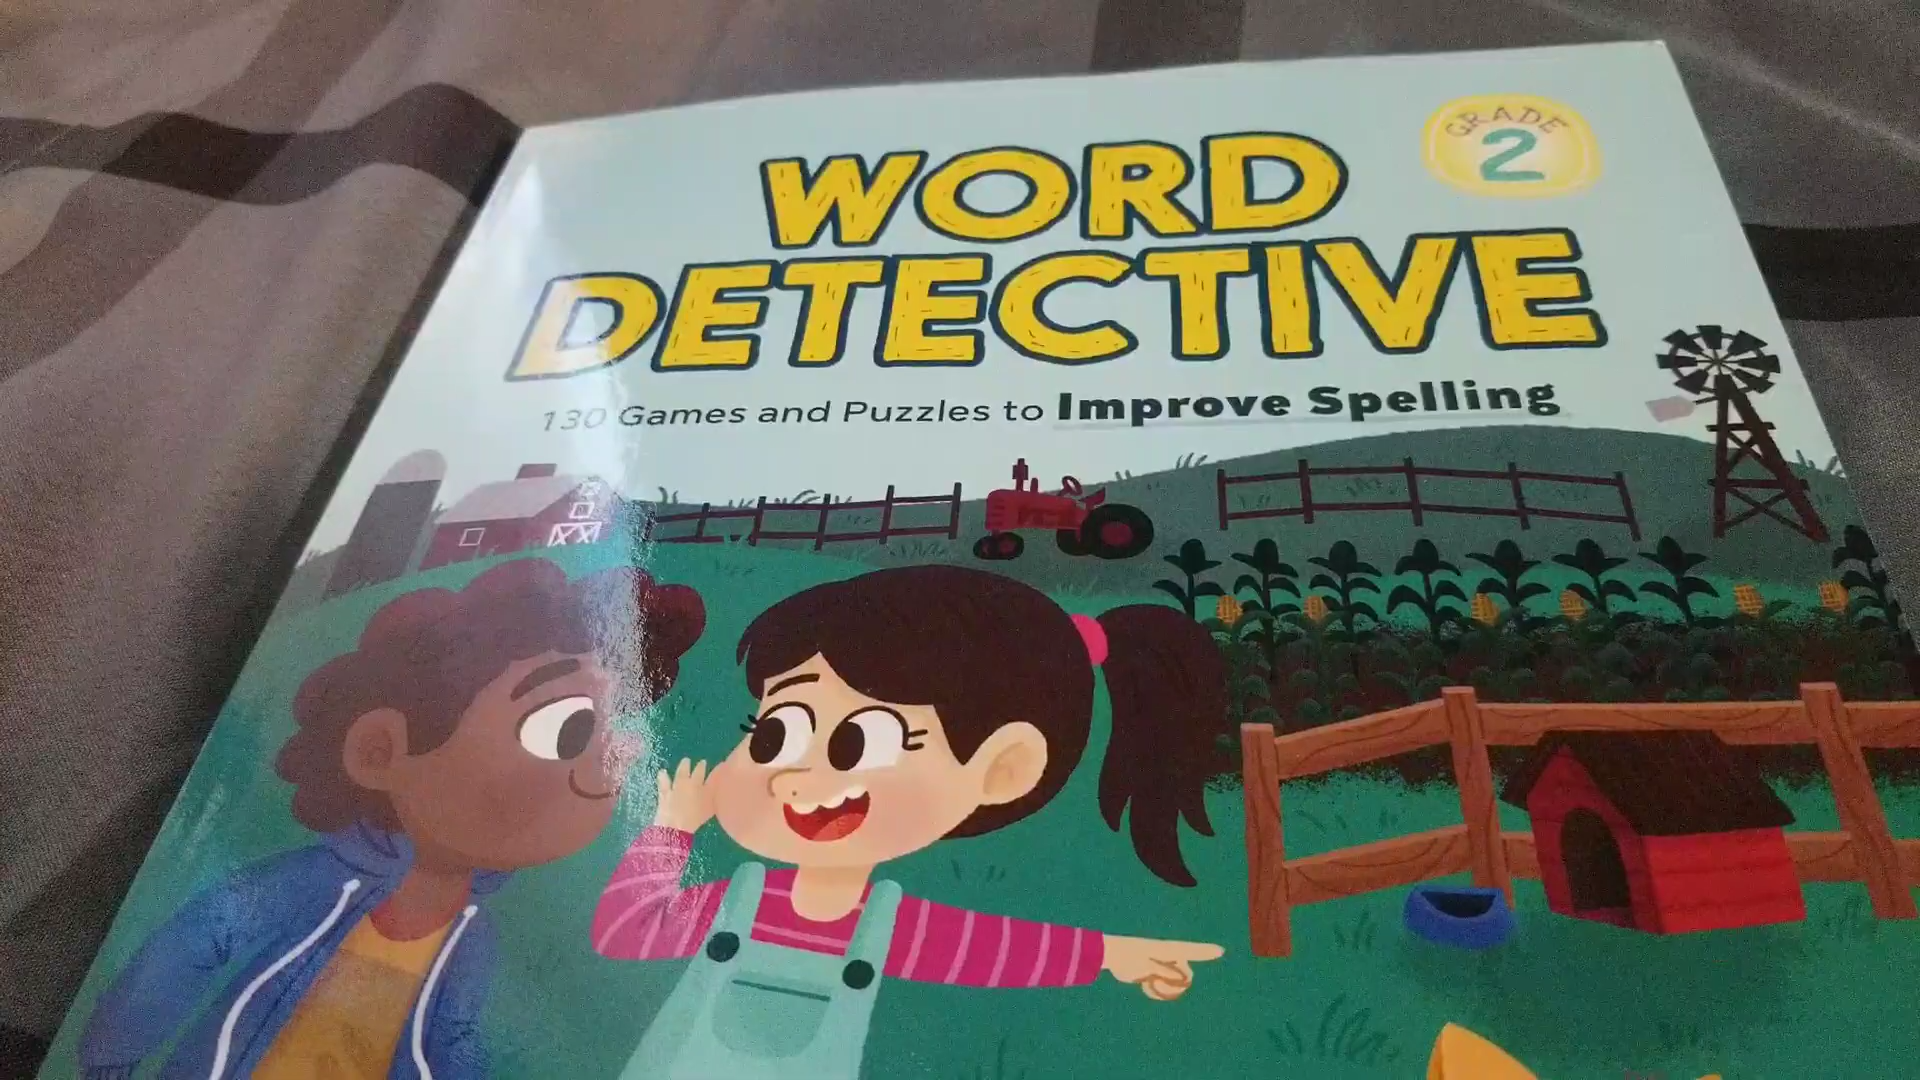 GRADE
2
WORD
DETECTIVE
130 Games and Puzzles to Improve Spelling